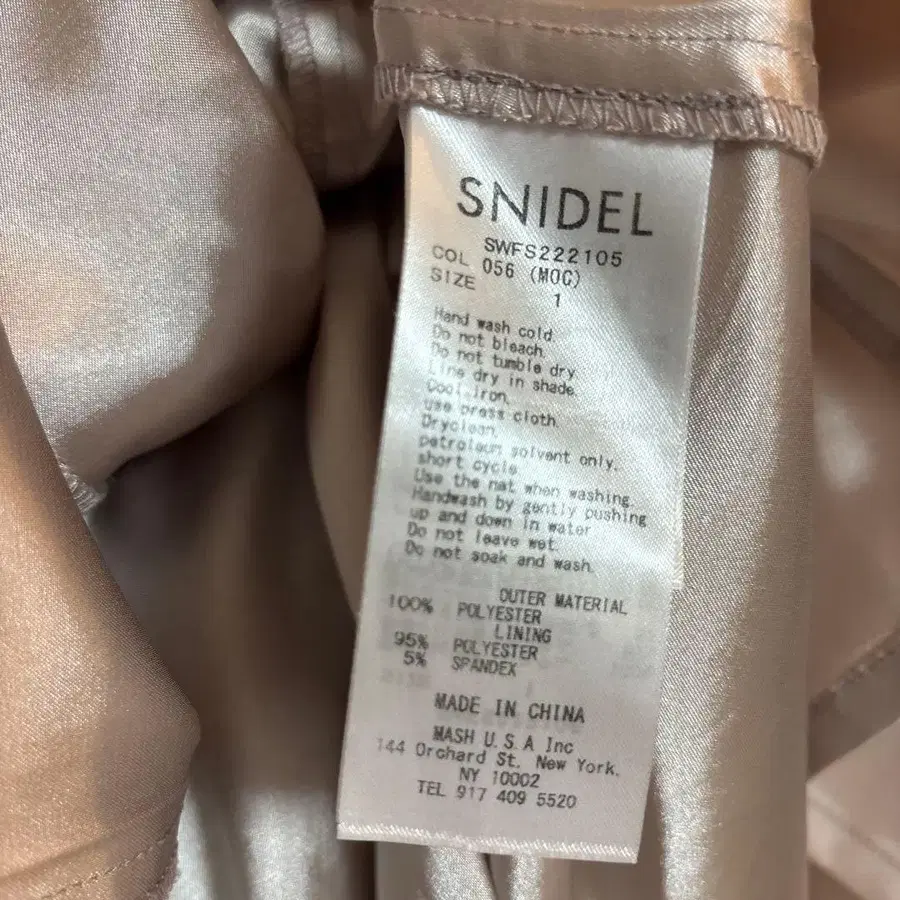 SNIDEL
SWFS222105
COL 056 (MOC)
SIZE 1
Hand wash cold.
Do not bleach.
Do not tumble dry.
Line dry in shade.
Cool iron,
use press cloth.
Dryclean,
petroleum solvent only.
short cycle.
Use the net when washing.
Handwash by gently pushing
up and down in water
Do not leave wet.
Do not soak and wash.
OUTER MATERIAL
100% POLYESTER
LINING
95% POLYESTER
5% SPANDEX
MADE IN CHINA
MASH U.S.A Inc
144 Orchard St. New York.
NY 10002
TEL 917 409 5520